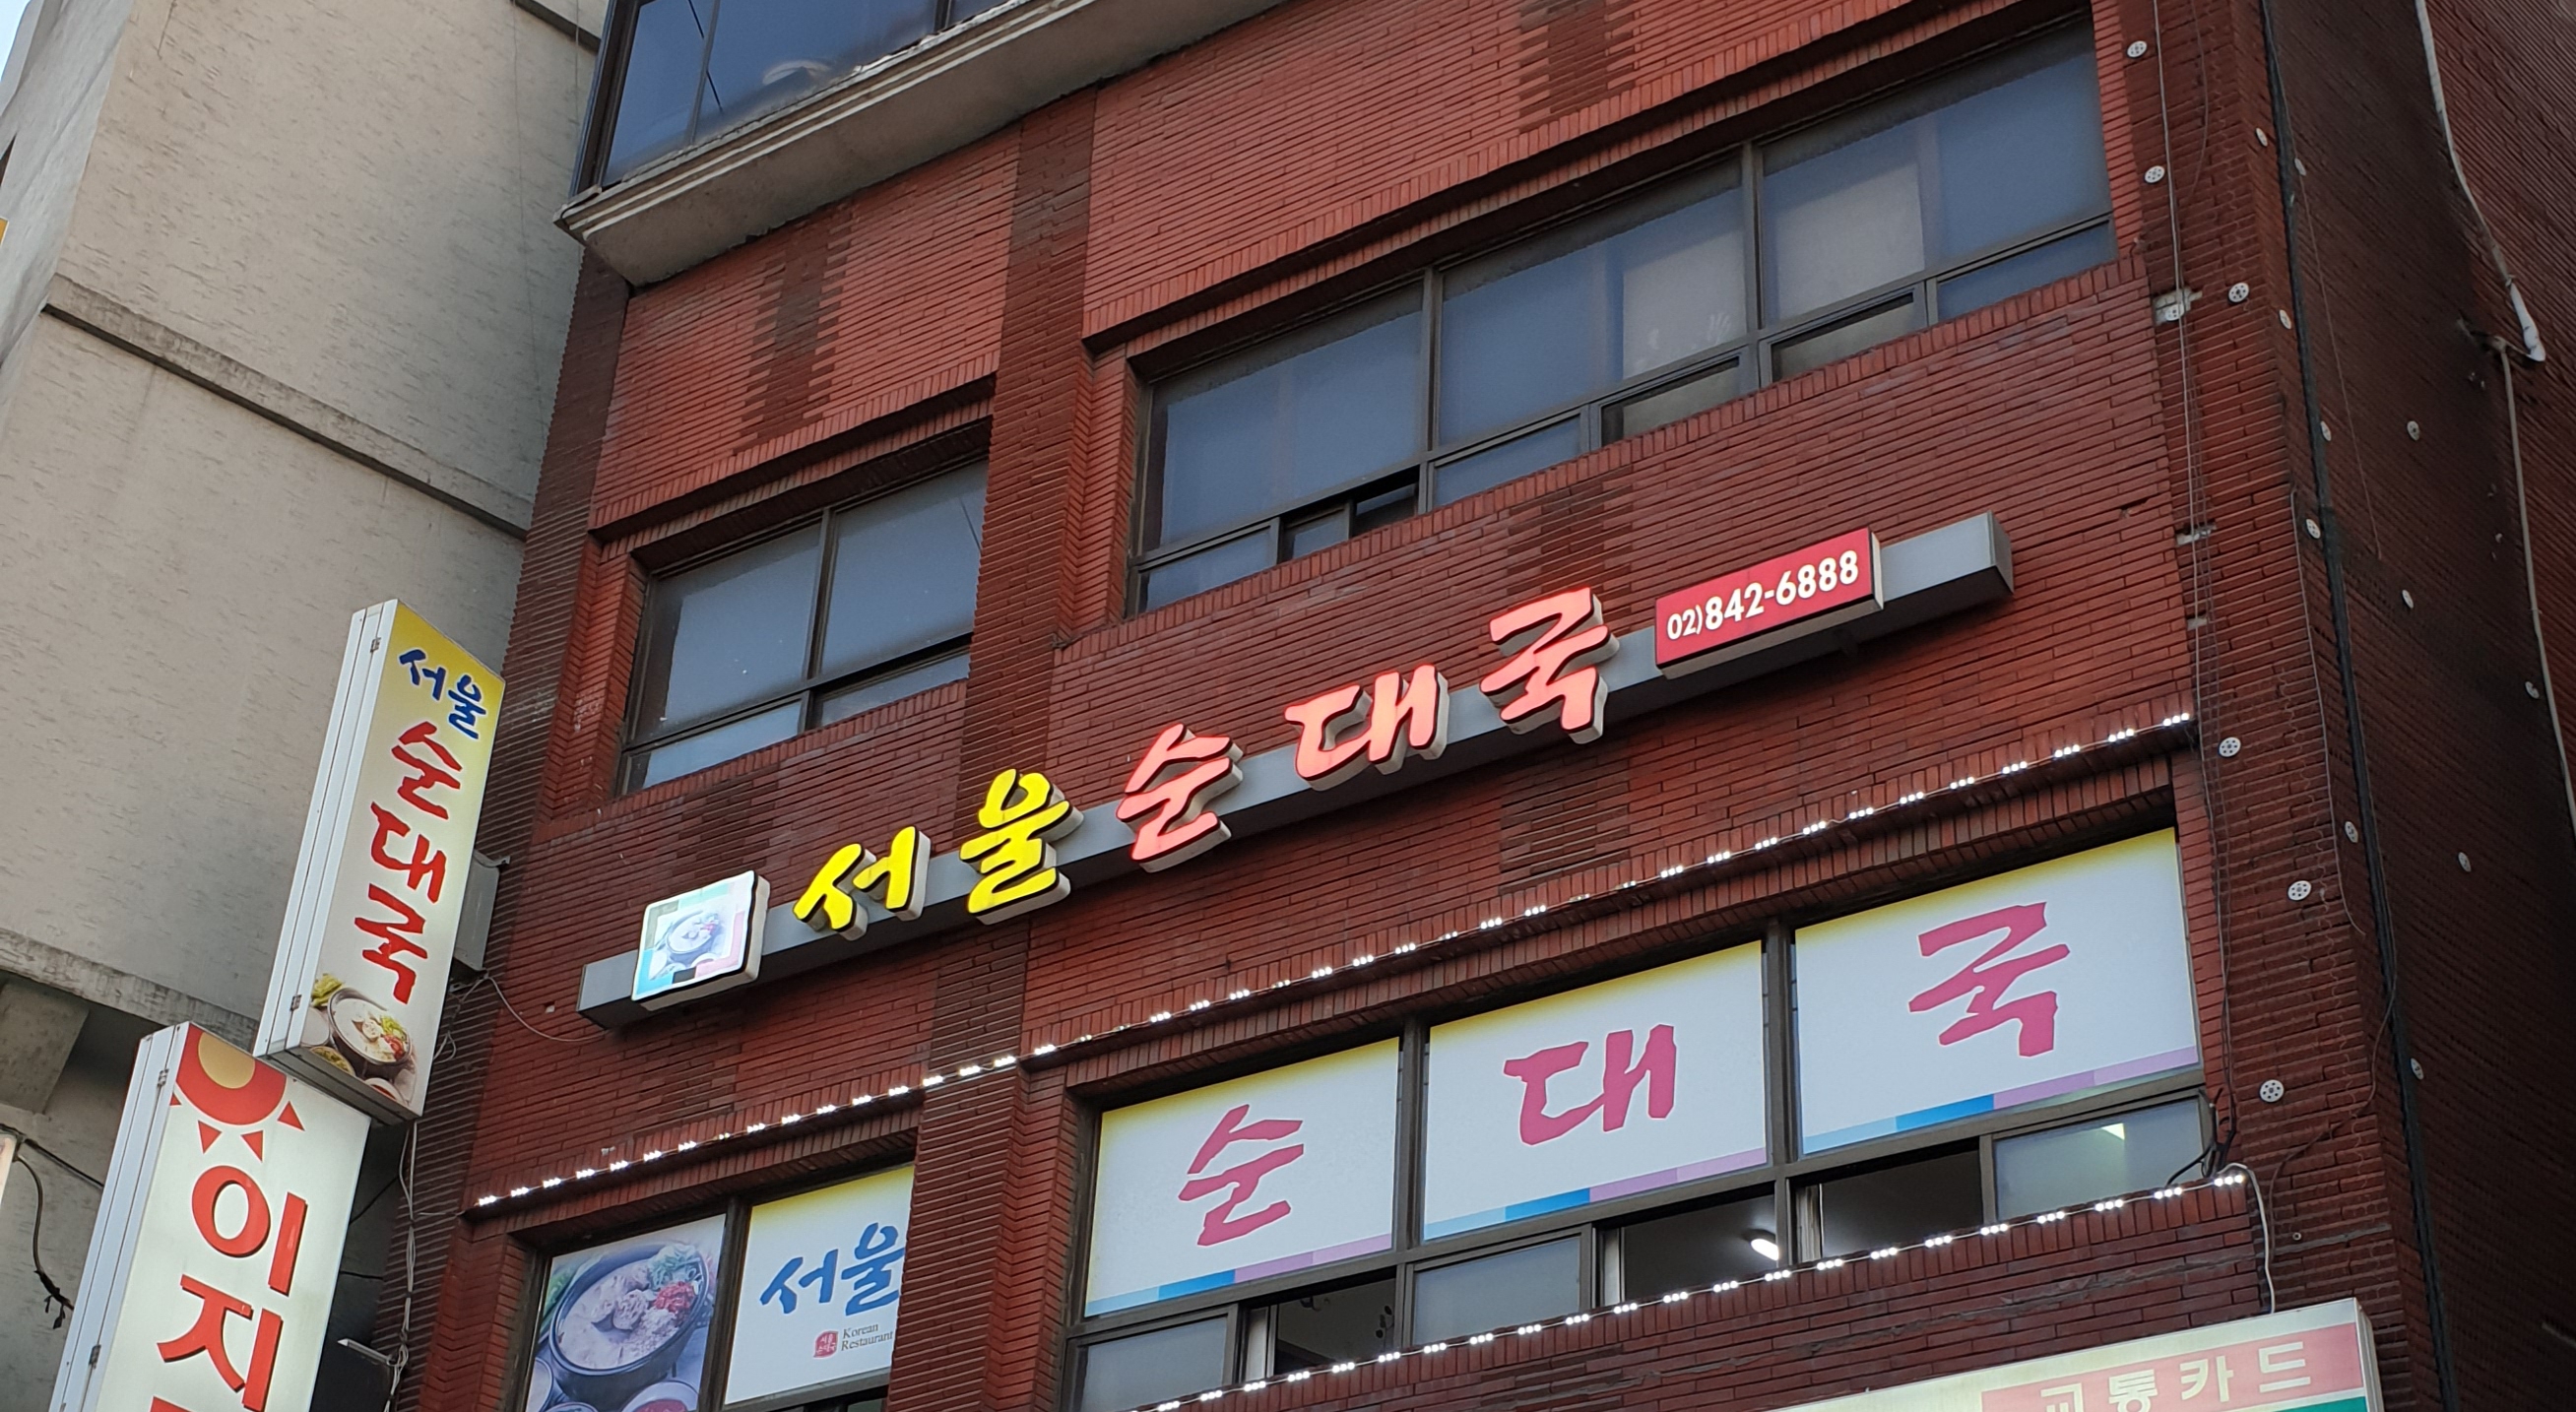 서울 순대국
02)842-6888
서울
순대국
이지
서울
Korean
Restaurant
순대국
교통카드